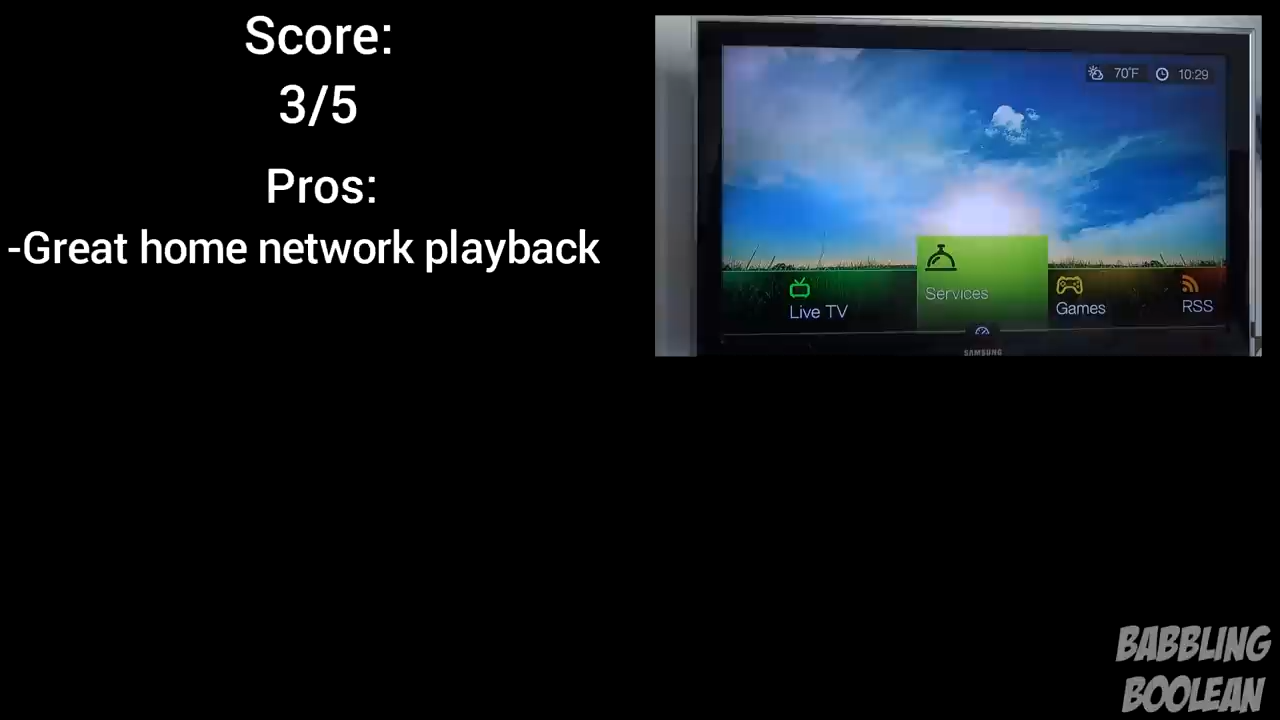 Score:
3/5
Pros:
-Great home network playback
70°F 10:29
Live TV
Services
Games
RSS
SAMSUNG
BABBLING
BOOLEAN